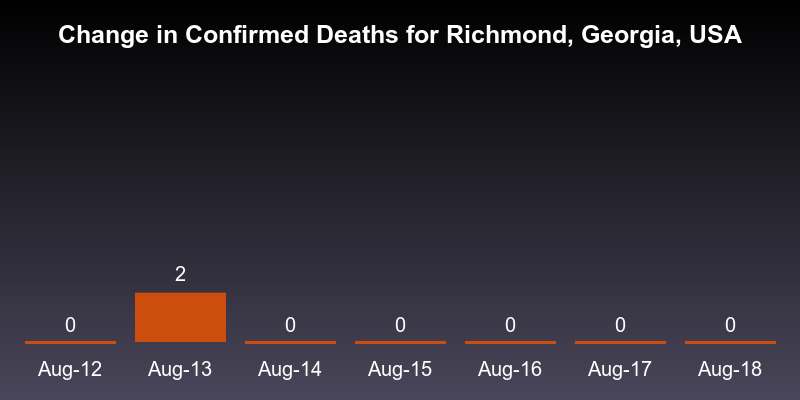 Change in Confirmed Deaths for Richmond, Georgia, USA
0 2 0 0 0 0 0
Aug-12 Aug-13 Aug-14 Aug-15 Aug-16 Aug-17 Aug-18